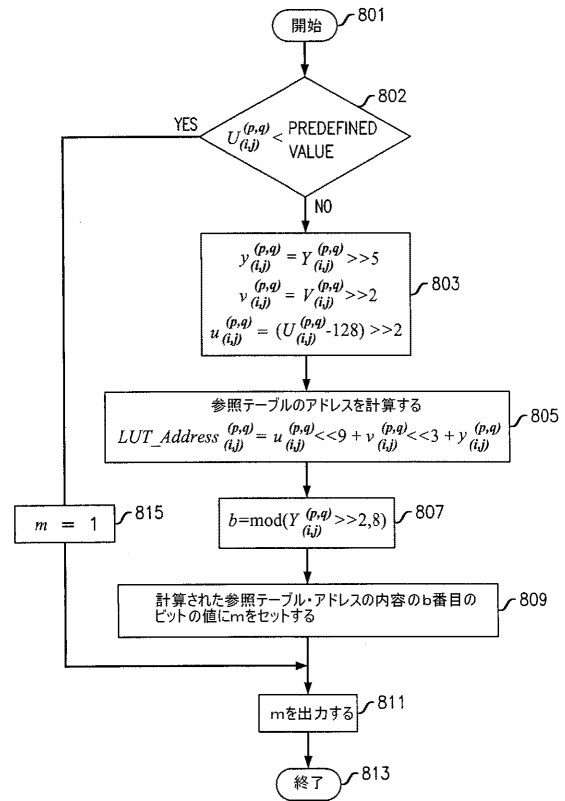 開始 801
802
YES
U(i,j)^(p,q) < PREDEFINED
VALUE
NO
y(i,j)^(p,q) = Y(i,j)^(p,q) >>5
v(i,j)^(p,q) = V(i,j)^(p,q) >>2
u(i,j)^(p,q) = (U(i,j)^(p,q) -128) >>2
803
参照テーブルのアドレスを計算する
LUT_Address(i,j)^(p,q) = u(i,j)^(p,q) <<9 + v(i,j)^(p,q) <<3 + y(i,j)^(p,q)
805
m = 1 815
b=mod(Y(i,j)^(p,q) >>2,8) 807
計算された参照テーブル・アドレスの内容のb番目の
ビットの値にmをセットする
809
mを出力する 811
終了 813